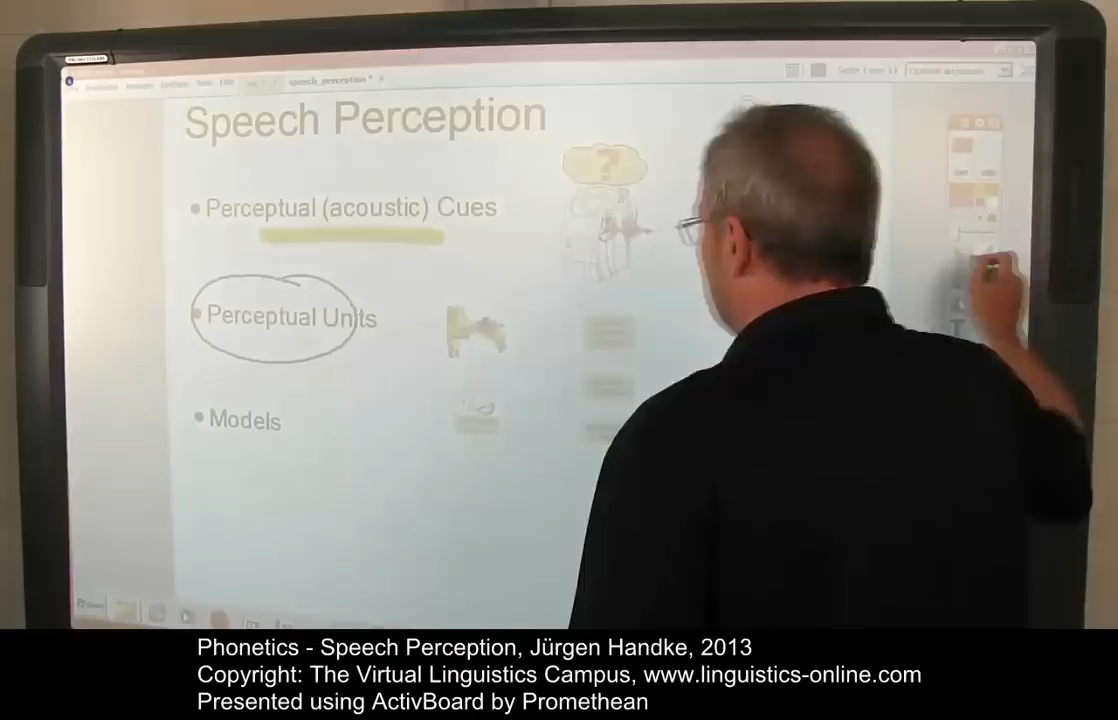 speech_perception *
Speech Perception
?
• Perceptual (acoustic) Cues
• Perceptual Units
• Models
Phonetics - Speech Perception, Jürgen Handke, 2013
Copyright: The Virtual Linguistics Campus, www.linguistics-online.com
Presented using ActivBoard by Promethean